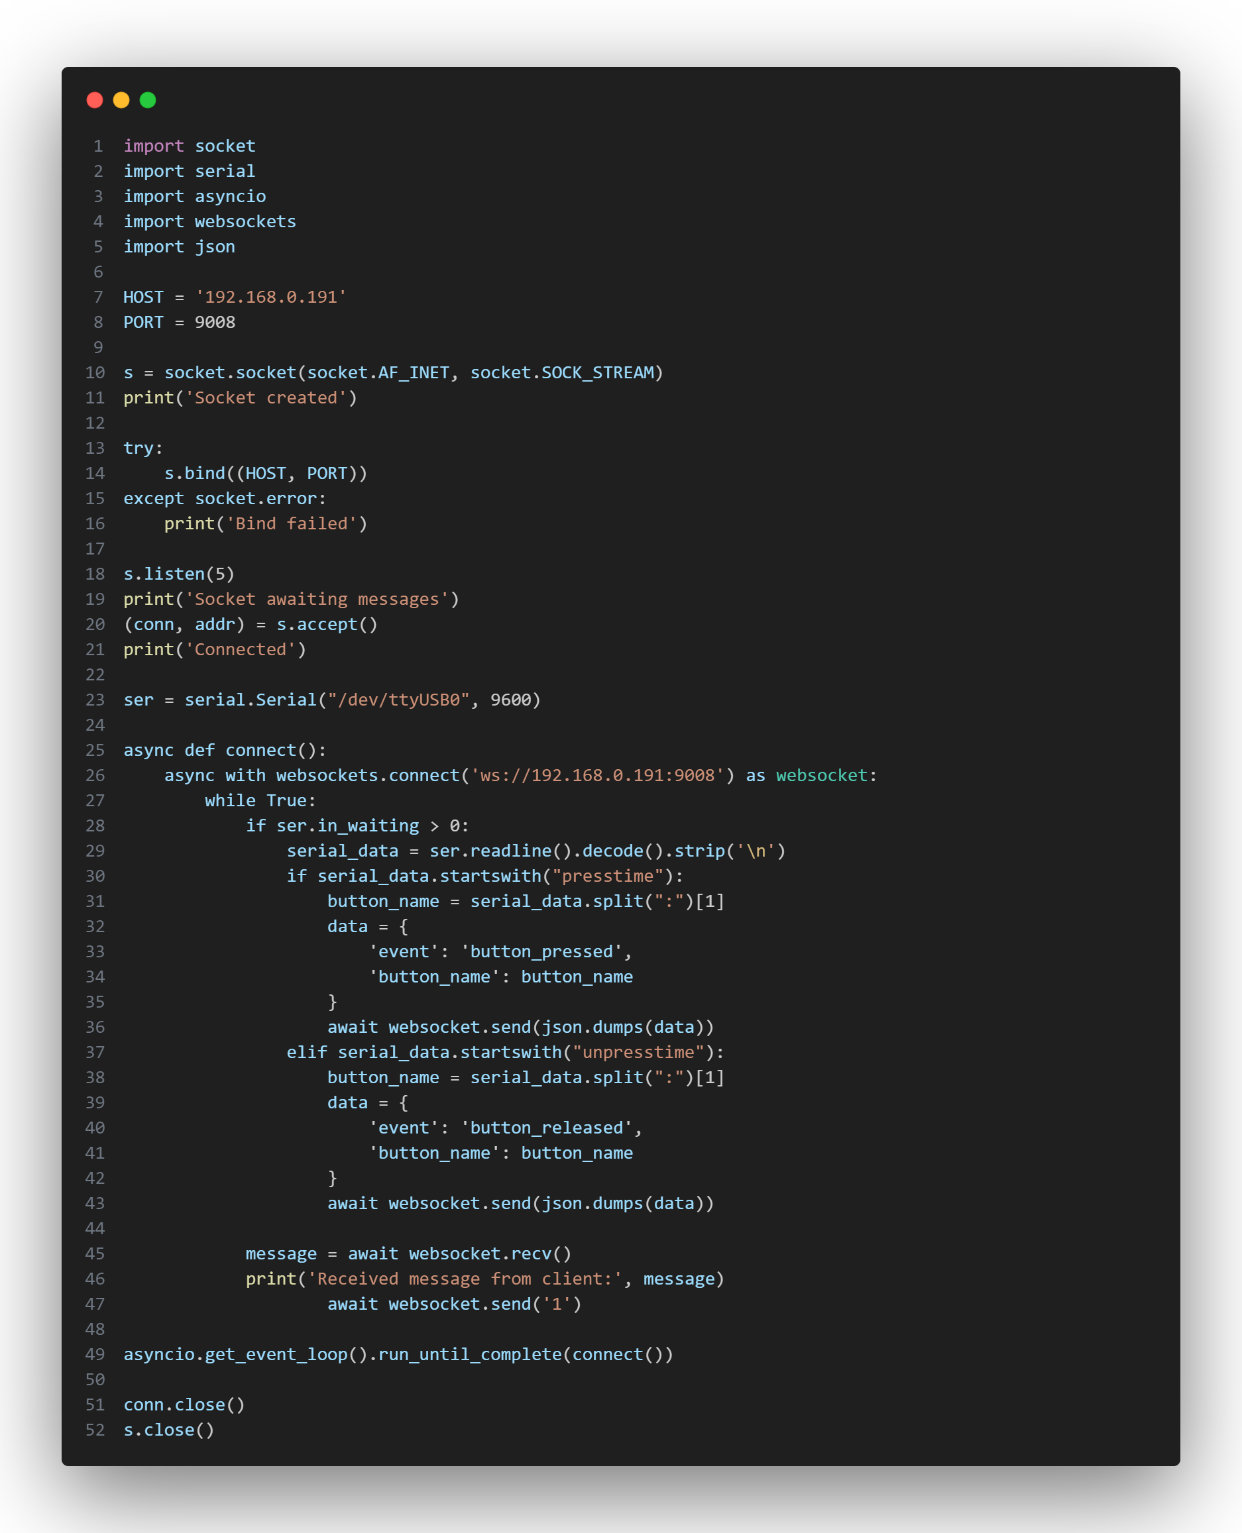 1 import socket
2 import serial
3 import asyncio
4 import websockets
5 import json
6
7 HOST = '192.168.0.191'
8 PORT = 9008
9
10 s = socket.socket(socket.AF_INET, socket.SOCK_STREAM)
11 print('Socket created')
12
13 try:
14     s.bind((HOST, PORT))
15 except socket.error:
16     print('Bind failed')
17
18 s.listen(5)
19 print('Socket awaiting messages')
20 (conn, addr) = s.accept()
21 print('Connected')
22
23 ser = serial.Serial("/dev/ttyUSB0", 9600)
24
25 async def connect():
26     async with websockets.connect('ws://192.168.0.191:9008') as websocket:
27         while True:
28             if ser.in_waiting > 0:
29                 serial_data = ser.readline().decode().strip('\n')
30                 if serial_data.startswith("presstime"):
31                     button_name = serial_data.split(":")[1]
32                     data = {
33                         'event': 'button_pressed',
34                         'button_name': button_name
35                     }
36                     await websocket.send(json.dumps(data))
37                 elif serial_data.startswith("unpresstime"):
38                     button_name = serial_data.split(":")[1]
39                     data = {
40                         'event': 'button_released',
41                         'button_name': button_name
42                     }
43                     await websocket.send(json.dumps(data))
44
45             message = await websocket.recv()
46             print('Received message from client:', message)
47                     await websocket.send('1')
48
49 asyncio.get_event_loop().run_until_complete(connect())
50
51 conn.close()
52 s.close()